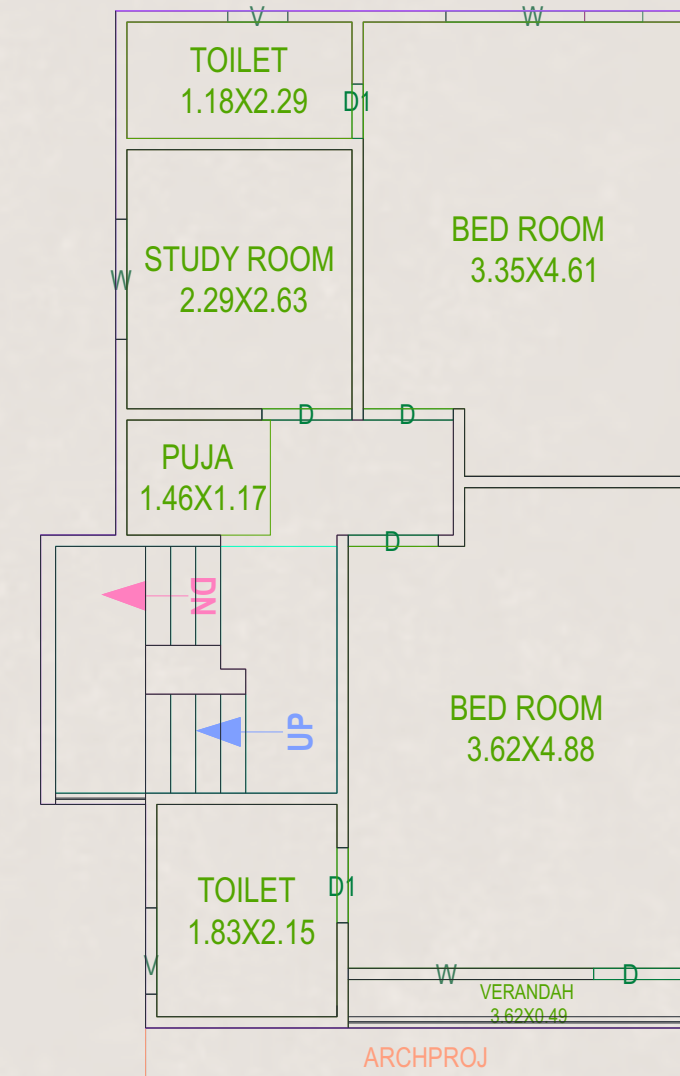 V
W
TOILET
1.18X2.29
D1
BED ROOM
3.35X4.61
STUDY ROOM
2.29X2.63
W
D
D
PUJA
1.46X1.17
D
DN
UP
BED ROOM
3.62X4.88
TOILET
1.83X2.15
D1
V
W
D
VERANDAH
3.62X0.49
ARCHPROJ